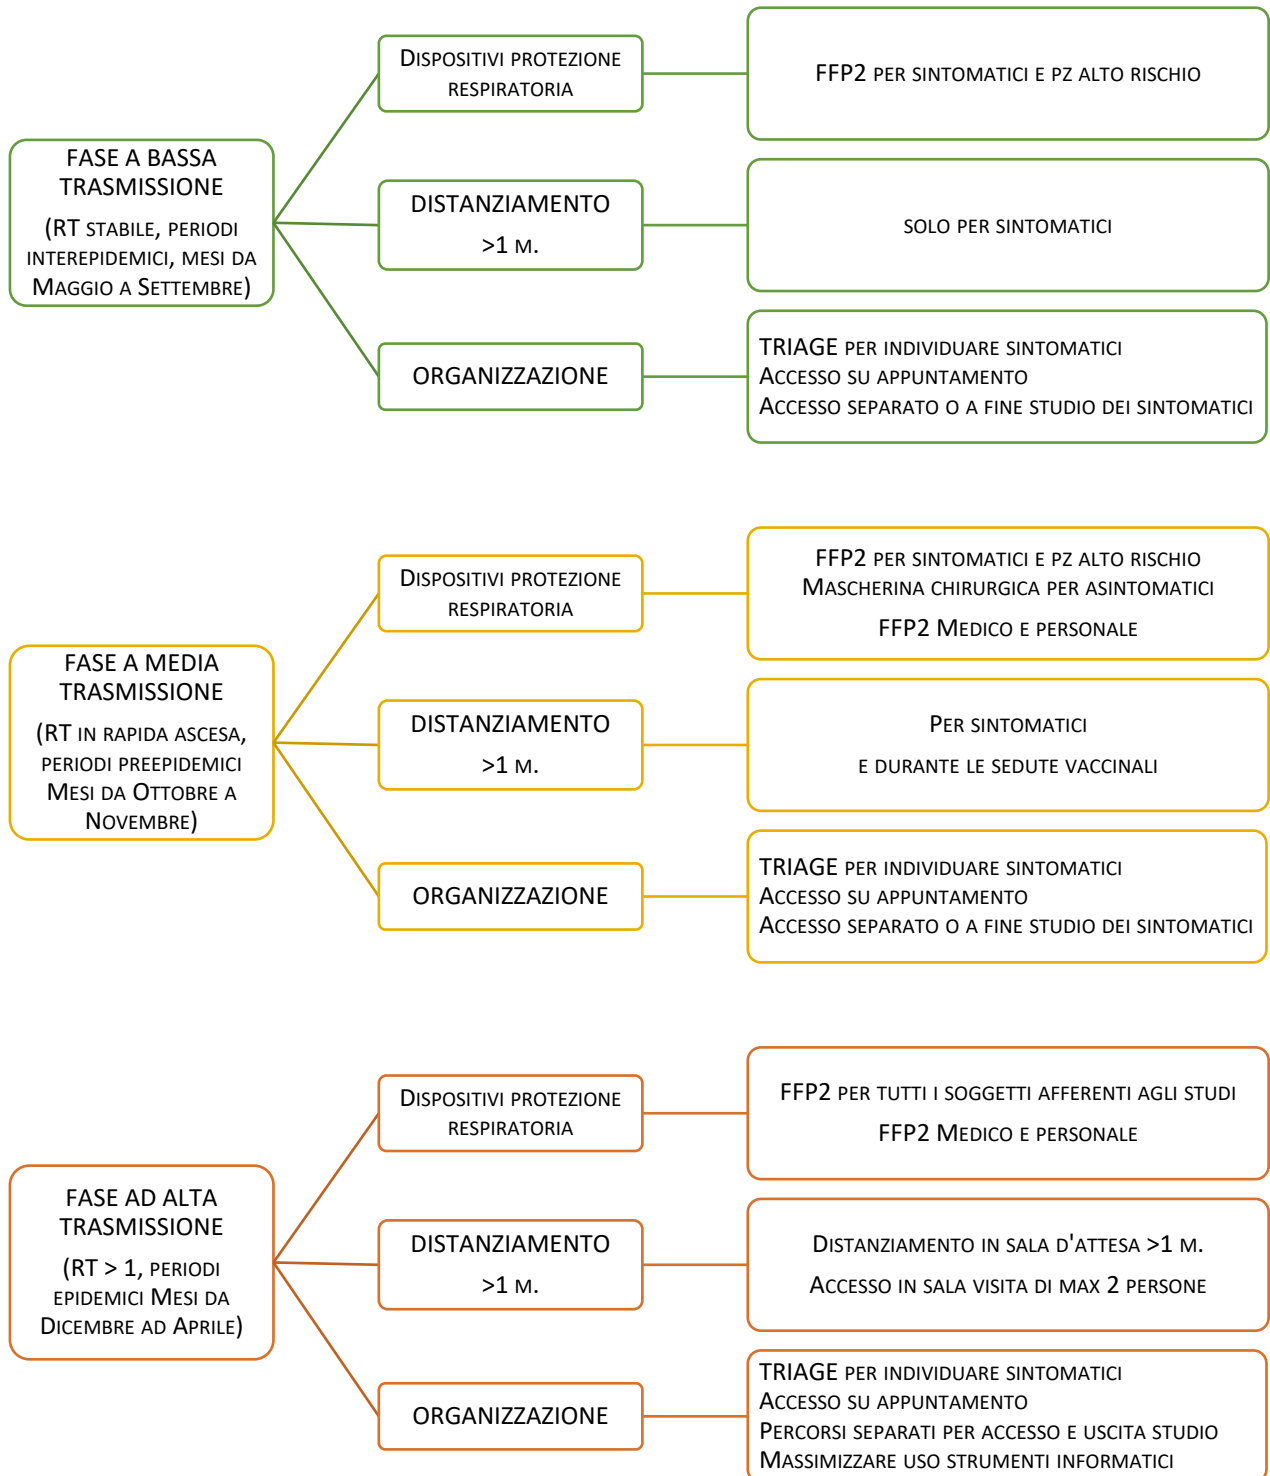 FASE A BASSA
TRASMISSIONE
(RT STABILE, PERIODI
INTEREPIDEMICI, MESI DA
MAGGIO A SETTEMBRE)
DISPOSITIVI PROTEZIONE
RESPIRATORIA
FFP2 PER SINTOMATICI E PZ ALTO RISCHIO
DISTANZIAMENTO
>1 M.
SOLO PER SINTOMATICI
ORGANIZZAZIONE
TRIAGE PER INDIVIDUARE SINTOMATICI
ACCESSO SU APPUNTAMENTO
ACCESSO SEPARATO O A FINE STUDIO DEI SINTOMATICI
FASE A MEDIA
TRASMISSIONE
(RT IN RAPIDA ASCESA,
PERIODI PREEPIDEMICI
MESI DA OTTOBRE A
NOVEMBRE)
DISPOSITIVI PROTEZIONE
RESPIRATORIA
FFP2 PER SINTOMATICI E PZ ALTO RISCHIO
MASCHERINA CHIRURGICA PER ASINTOMATICI
FFP2 MEDICO E PERSONALE
DISTANZIAMENTO
>1 M.
PER SINTOMATICI
E DURANTE LE SEDUTE VACCINALI
ORGANIZZAZIONE
TRIAGE PER INDIVIDUARE SINTOMATICI
ACCESSO SU APPUNTAMENTO
ACCESSO SEPARATO O A FINE STUDIO DEI SINTOMATICI
FASE AD ALTA
TRASMISSIONE
(RT > 1, PERIODI
EPIDEMICI MESI DA
DICEMBRE AD APRILE)
DISPOSITIVI PROTEZIONE
RESPIRATORIA
FFP2 PER TUTTI I SOGGETTI AFFERENTI AGLI STUDI
FFP2 MEDICO E PERSONALE
DISTANZIAMENTO
>1 M.
DISTANZIAMENTO IN SALA D'ATTESA >1 M.
ACCESSO IN SALA VISITA DI MAX 2 PERSONE
ORGANIZZAZIONE
TRIAGE PER INDIVIDUARE SINTOMATICI
ACCESSO SU APPUNTAMENTO
PERCORSI SEPARATI PER ACCESSO E USCITA STUDIO
MASSIMIZZARE USO STRUMENTI INFORMATICI